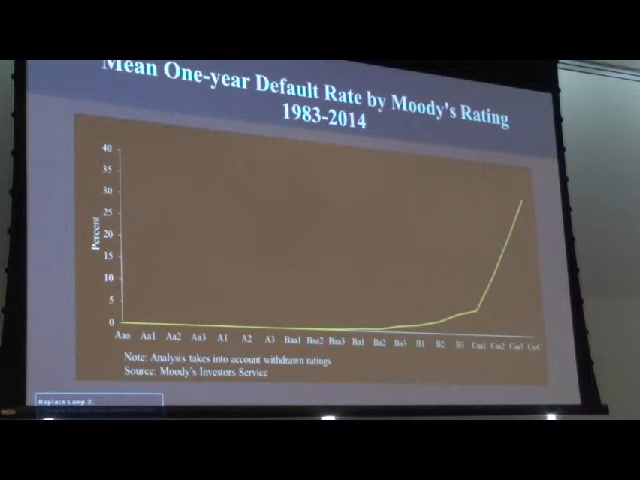 Mean One-year Default Rate by Moody's Rating
1983-2014
40
35
30
25
20
15
10
5
0
Percent
Aaa Aa1 Aa2 Aa3 A1 A2 A3 Baa1 Baa2 Baa3 Ba1 Ba2 Ba3 B1 B2 B3 Caa1 Caa2 Caa3 Ca-C
Note: Analysis takes into account withdrawn ratings
Source: Moody's Investors Service
Replace Lamp 2.